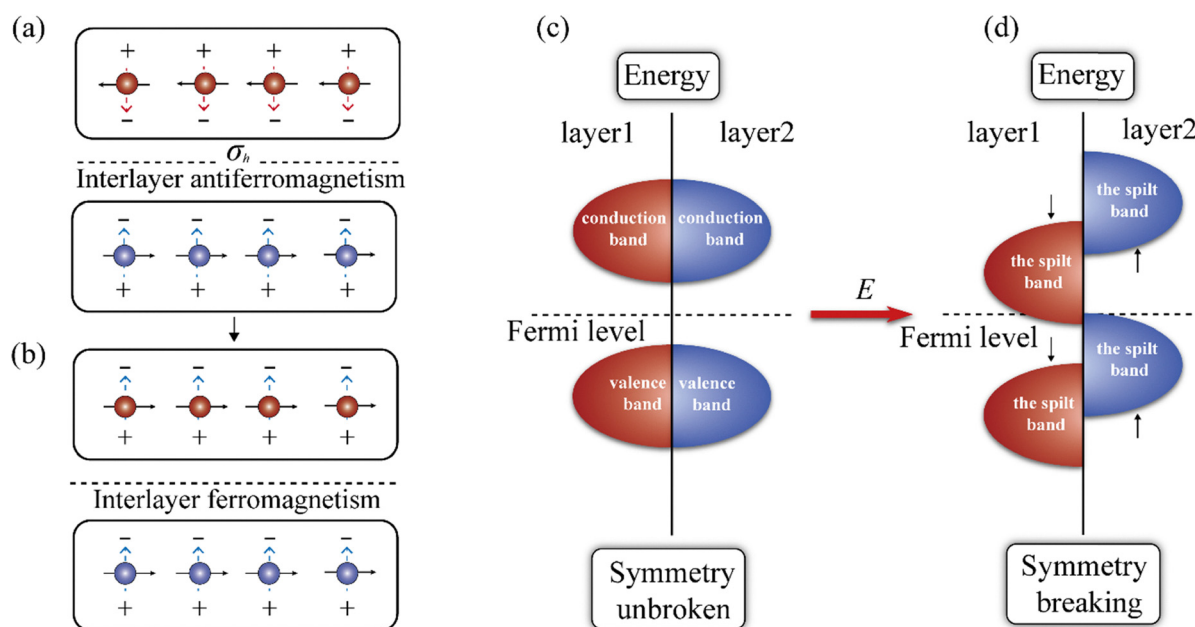 (a)
+ + + +
− − − −
σh
Interlayer antiferromagnetism
− − − −
+ + + +
(b)
− − − −
+ + + +
Interlayer ferromagnetism
− − − −
+ + + +
(c)
Energy
layer1 layer2
conduction band
conduction band
Fermi level
valence band
valence band
Symmetry
unbroken
E
(d)
Energy
layer1
layer2
the spilt
band
the spilt
band
Fermi level
the spilt
band
the spilt
band
Symmetry
breaking